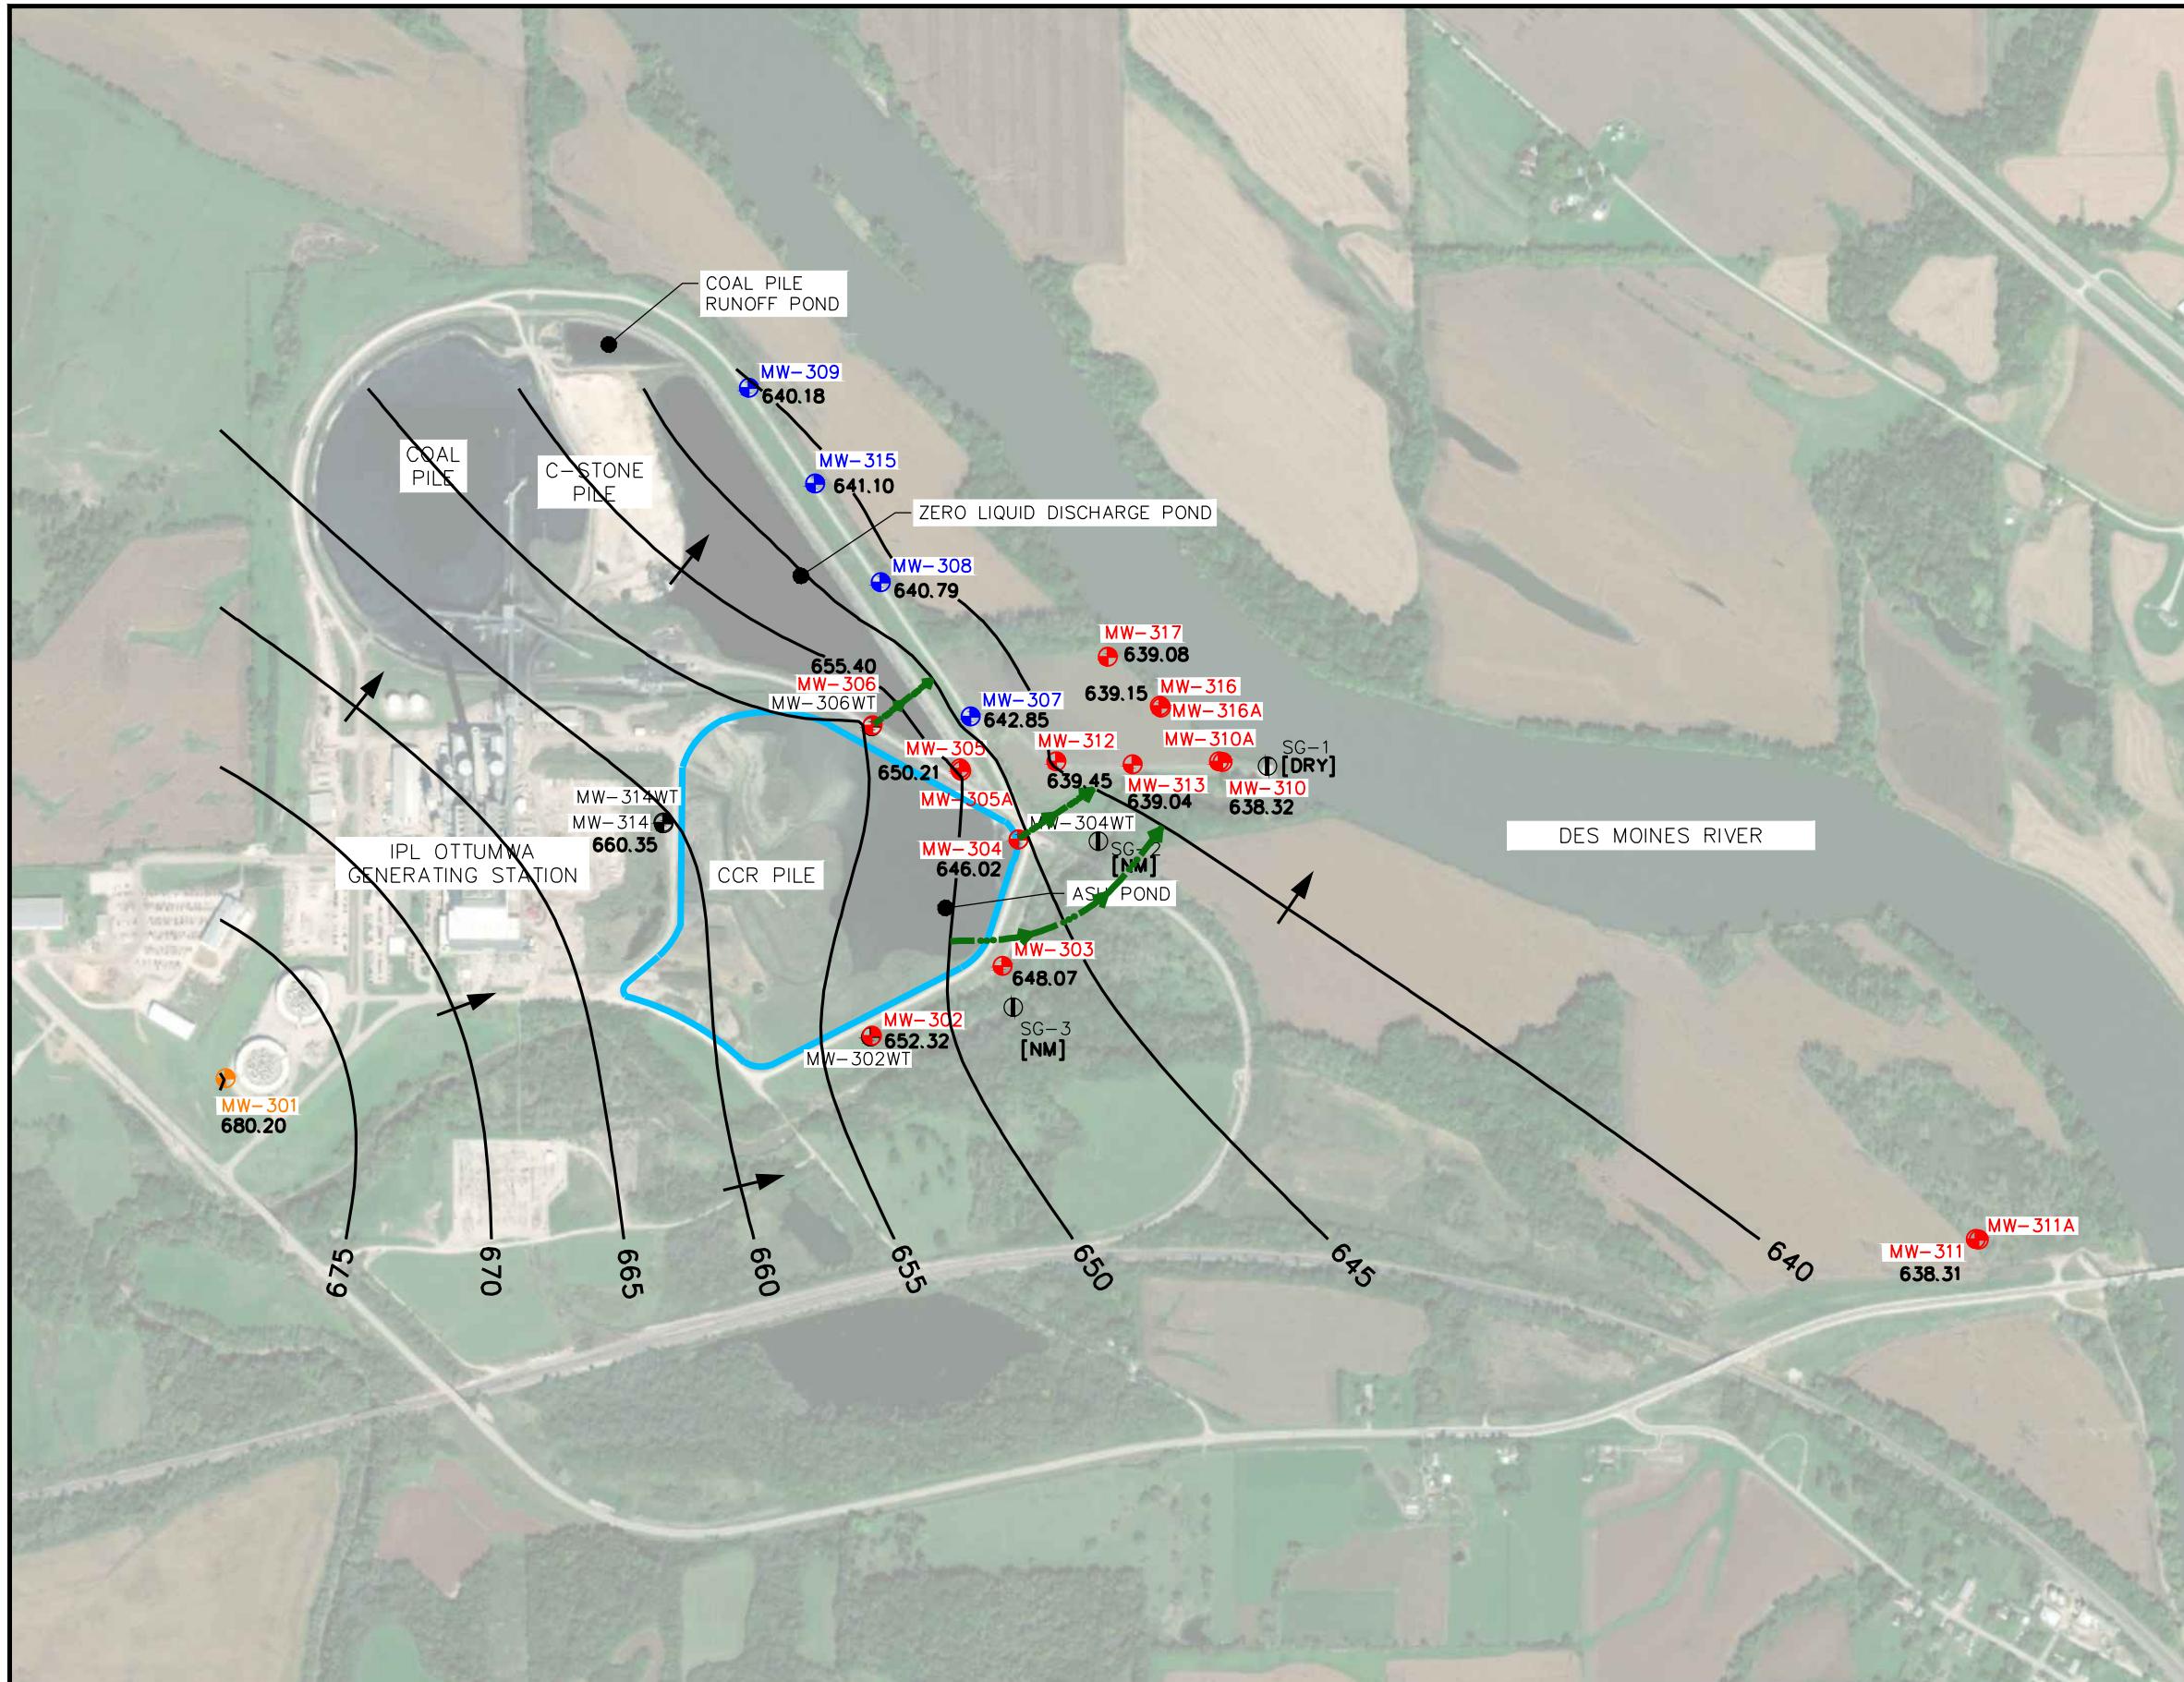 COAL PILE
RUNOFF POND
MW-309
640.18
COAL
PILE
C-STONE
PILE
MW-315
641.10
ZERO LIQUID DISCHARGE POND
MW-308
640.79
MW-317
639.08
655.40
MW-306
MW-306WT
639.15
MW-316
MW-316A
MW-307
642.85
MW-305
650.21
MW-305A
MW-312
639.45
MW-310A
MW-313
639.04
MW-310
638.32
SG-1
[DRY]
MW-314WT
MW-314
660.35
MW-304WT
MW-304
646.02
SG-2
[NM]
DES MOINES RIVER
IPL OTTUMWA
GENERATING STATION
CCR PILE
ASH POND
MW-303
648.07
MW-302
652.32
MW-302WT
SG-3
[NM]
MW-301
680.20
MW-311A
MW-311
638.31
675
670
665
660
655
650
645
640